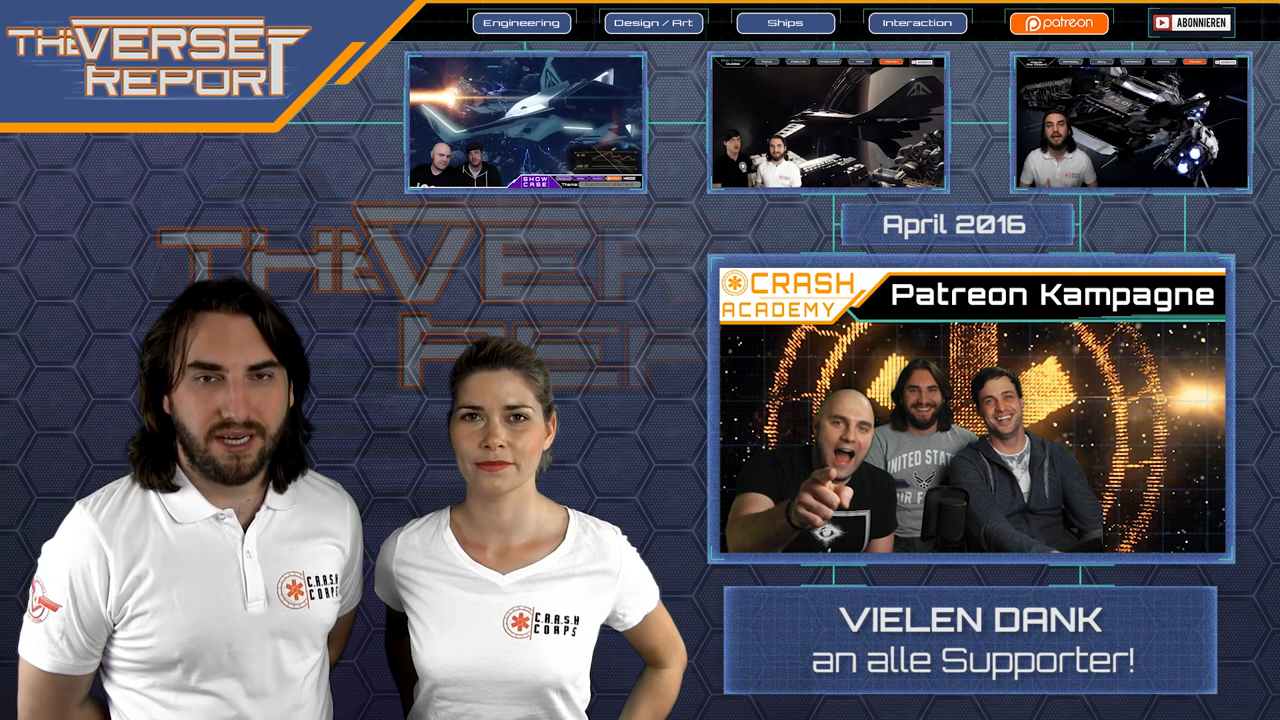 THE VERSE
REPORT
Engineering
Design / Art
Ships
Interaction
patreon
ABONNIEREN
SHOW
CASE
April 2016
CRASH
ACADEMY
Patreon Kampagne
UNITED STAT
AIR F
C.R.A.S.H
CORPS
C.R.A.S.H
CORPS
VIELEN DANK
an alle Supporter!